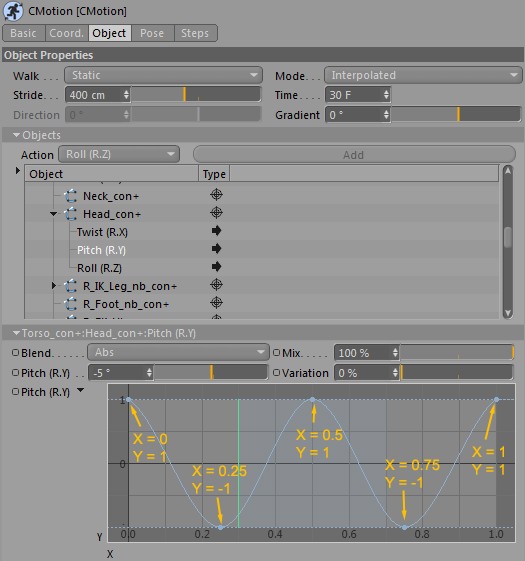 CMotion [CMotion]
Basic Coord. Object Pose Steps
Object Properties
Walk . . . . Static Mode . . . . Interpolated
Stride . . . 400 cm Time . . . . 30 F
Direction 0 ° Gradient 0 °
Objects
Action Roll (R.Z) Add
Object Type
Neck_con+
Head_con+
Twist (R.X)
Pitch (R.Y)
Roll (R.Z)
R_IK_Leg_nb_con+
R_Foot_nb_con+
Torso_con+:Head_con+:Pitch (R.Y)
Blend. . . . . Abs Mix. . . . . 100 %
Pitch (R.Y) . . -5 ° Variation 0 %
Pitch (R.Y)
1
X = 0
Y = 1
X = 0.5
Y = 1
X = 1
Y = 1
0
X = 0.25
Y = -1
X = 0.75
Y = -1
Y 0.0 0.2 0.4 0.6 0.8 1.0
X